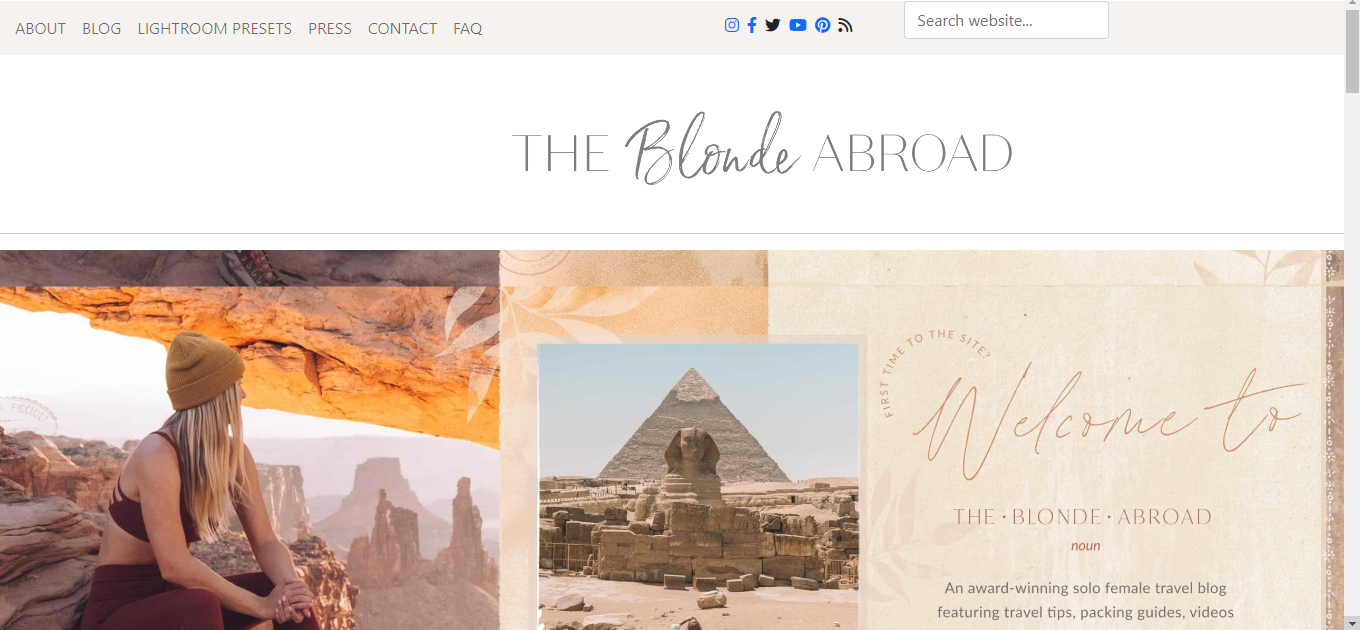 ABOUT BLOG LIGHTROOM PRESETS PRESS CONTACT FAQ
Search website...
THE Blonde ABROAD
FIRST TIME TO THE SITE?
Welcome to
THE · BLONDE · ABROAD
noun
An award-winning solo female travel blog
featuring travel tips, packing guides, videos